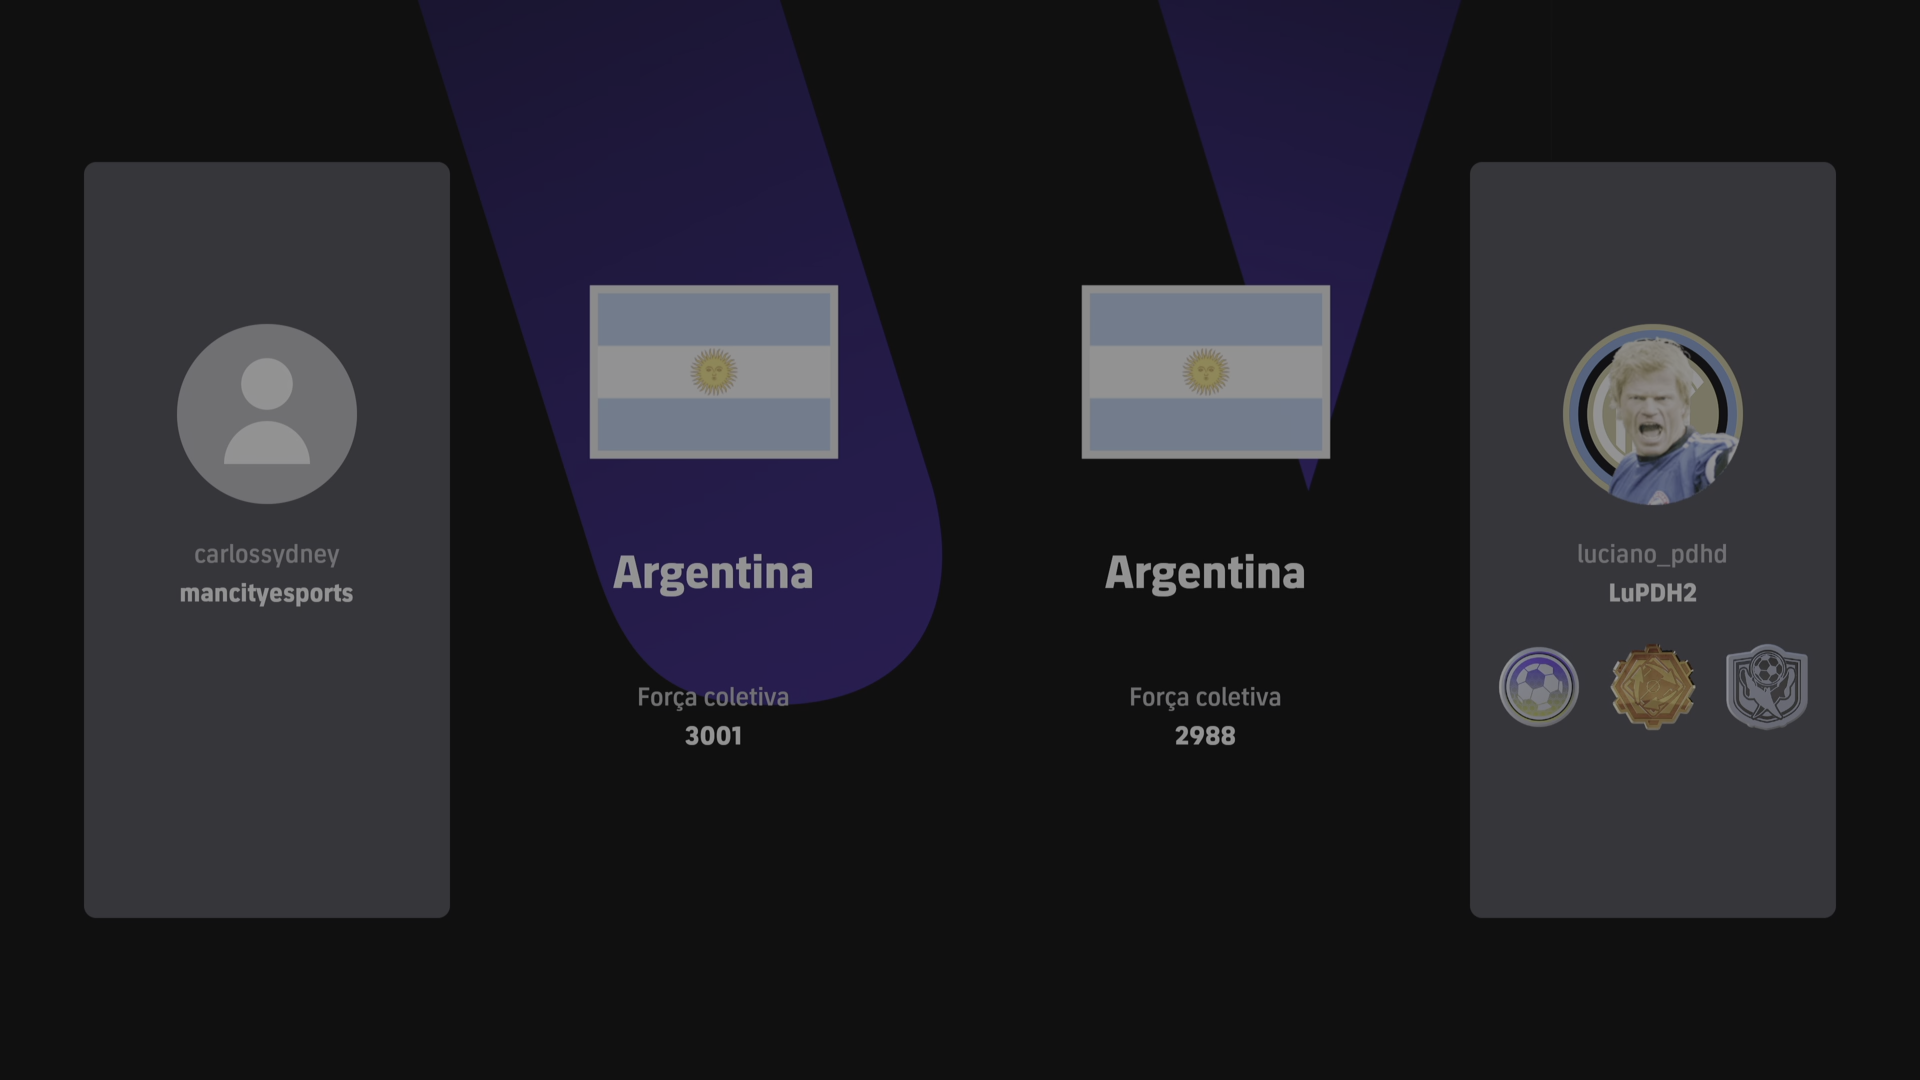 carlossydney
mancityesports
Argentina
Força coletiva
3001
Argentina
Força coletiva
2988
luciano_pdhd
LuPDH2